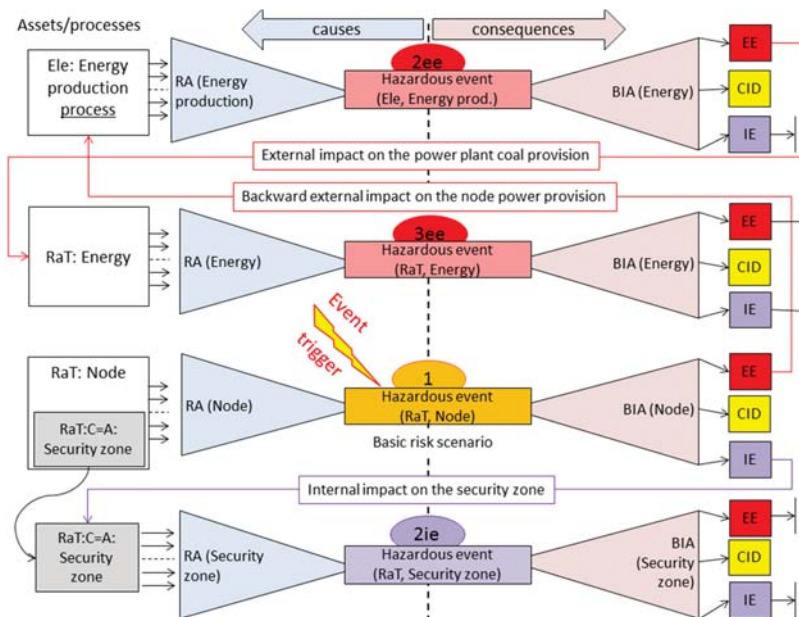 Assets/processes
causes
consequences
Ele: Energy
production
process
RA (Energy
production)
2ee
Hazardous event
(Ele, Energy prod.)
BIA (Energy)
EE
CID
IE
External impact on the power plant coal provision
Backward external impact on the node power provision
RaT: Energy
RA (Energy)
3ee
Hazardous event
(RaT, Energy)
BIA (Energy)
EE
CID
IE
Event
trigger
RaT: Node
RaT:C=A:
Security zone
RA (Node)
1
Hazardous event
(RaT, Node)
Basic risk scenario
BIA (Node)
EE
CID
IE
Internal impact on the security zone
RaT:C=A:
Security
zone
RA (Security
zone)
2ie
Hazardous event
(RaT, Security zone)
BIA
(Security
zone)
EE
CID
IE